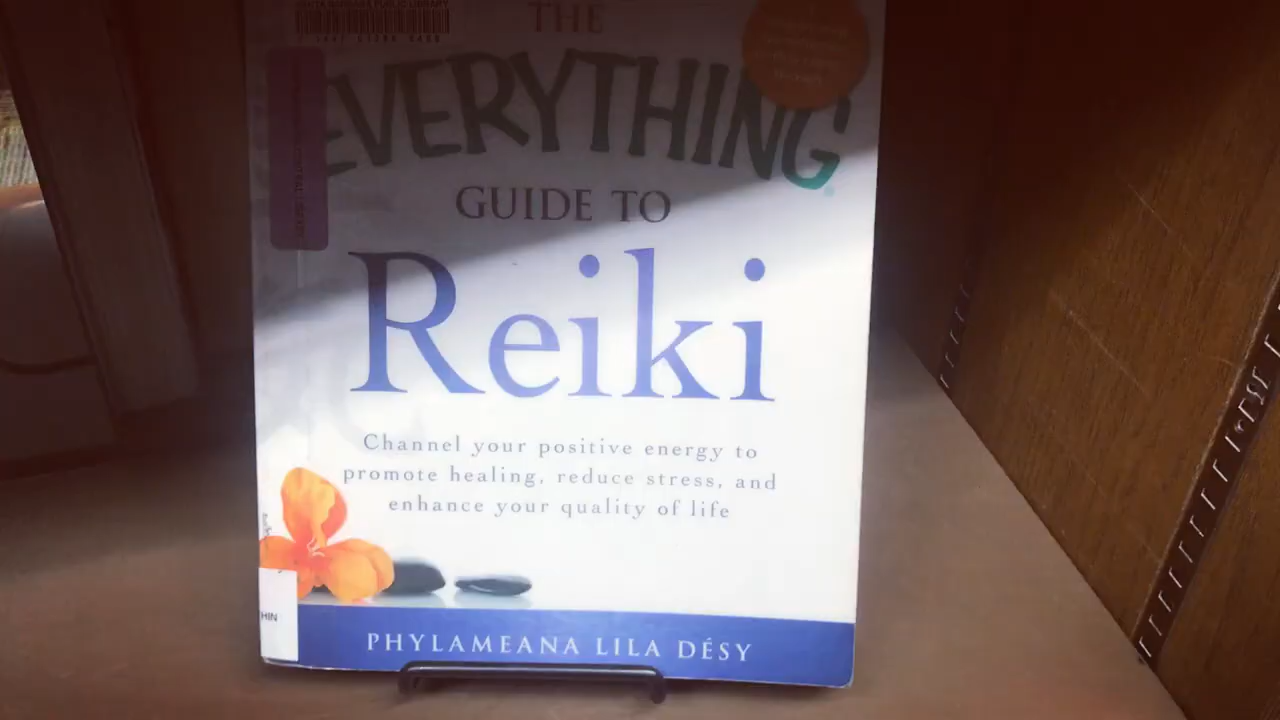 THE
EVERYTHING
GUIDE TO
Reiki
Channel your positive energy to
promote healing, reduce stress, and
enhance your quality of life
HIN
PHYLAMEANA LILA DÉSY